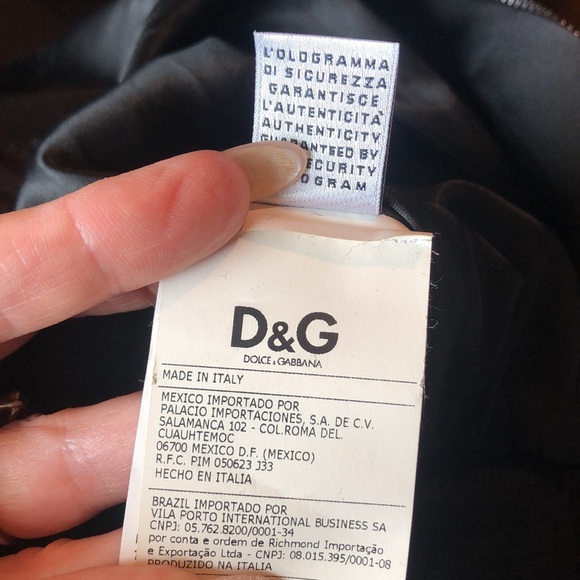 L'OLOGRAMMA
DI SICUREZZA
GARANTISCE
L'AUTENTICITA'
AUTHENTICITY
GUARANTEED BY
SECURITY
OGRAM
D&G
DOLCE & GABBANA
MADE IN ITALY
MEXICO IMPORTADO POR
PALACIO IMPORTACIONES, S.A. DE C.V.
SALAMANCA 102 - COL.ROMA DEL.
CUAUHTEMOC
06700 MEXICO D.F. (MEXICO)
R.F.C. PIM 050623 J33
HECHO EN ITALIA
BRAZIL IMPORTADO POR
VILA PORTO INTERNATIONAL BUSINESS SA
CNPJ: 05.762.8200/0001-34
por conta e ordem de Richmond Importação
e Exportação Ltda - CNPJ: 08.015.395/0001-08
PRODUZIDO NA ITALIA